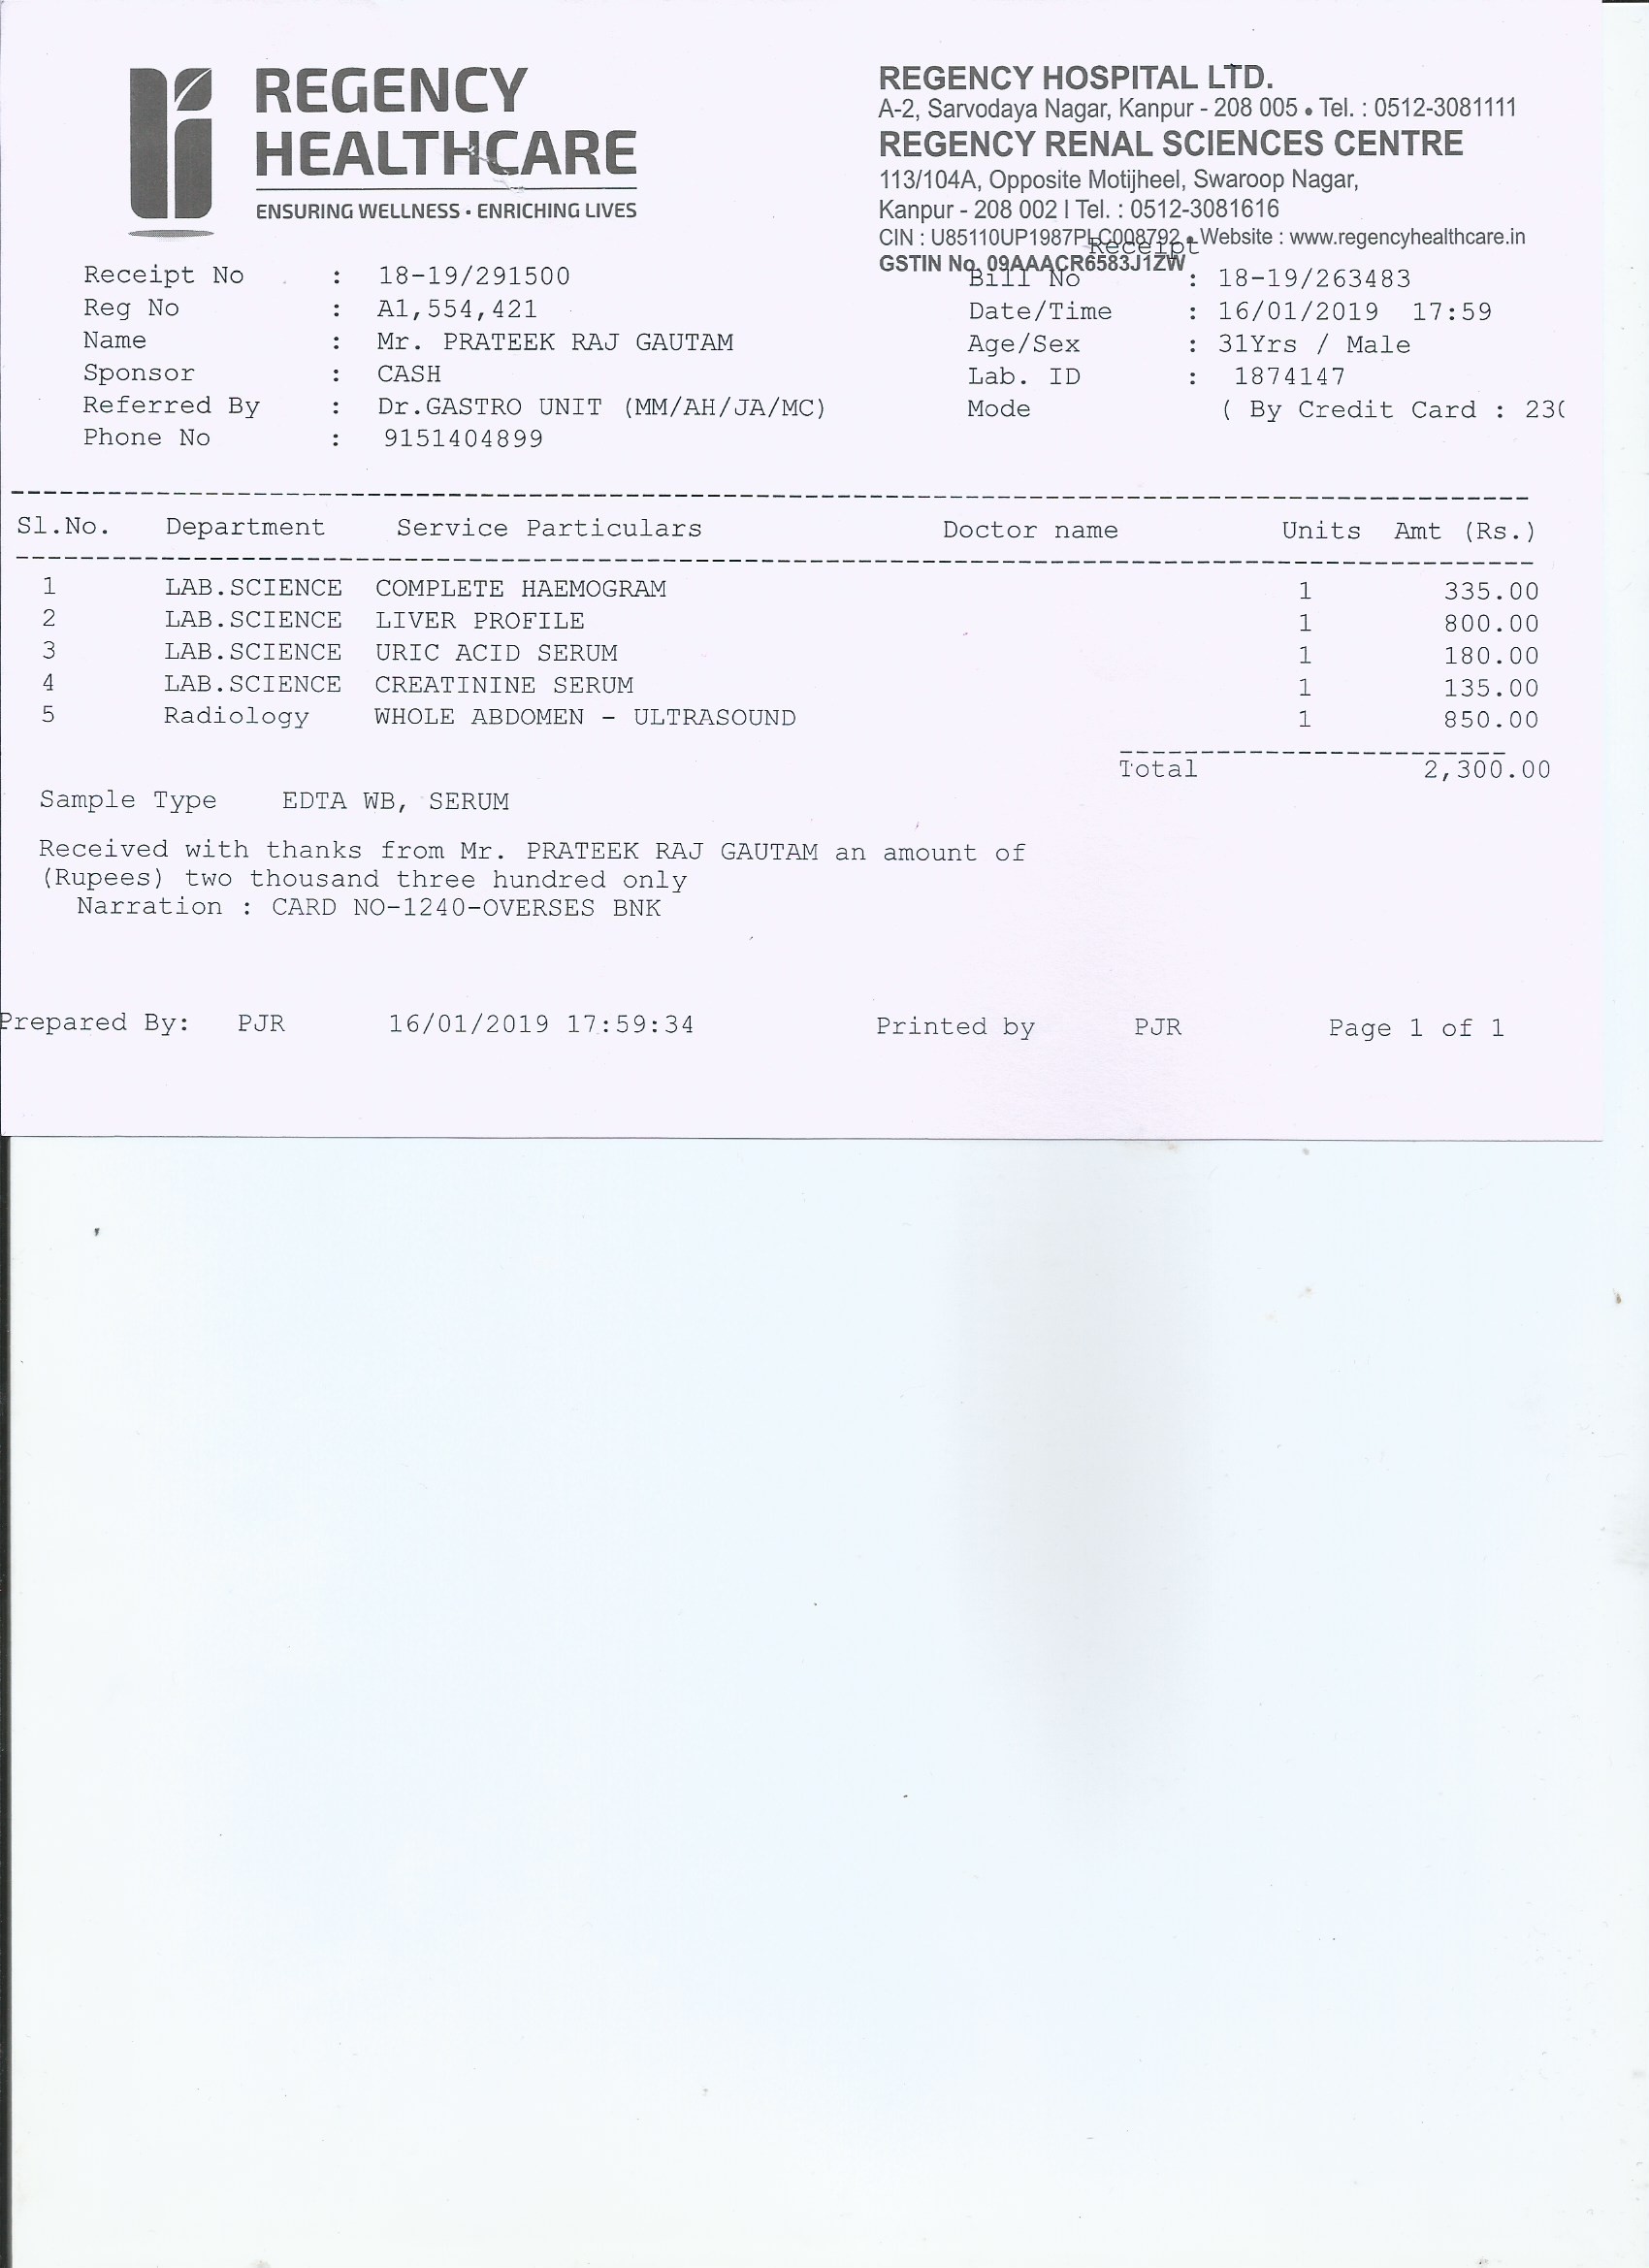 REGENCY
HEALTHCARE
ENSURING WELLNESS • ENRICHING LIVES
REGENCY HOSPITAL LTD.
A-2, Sarvodaya Nagar, Kanpur - 208 005 • Tel. : 0512-3081111
REGENCY RENAL SCIENCES CENTRE
113/104A, Opposite Motijheel, Swaroop Nagar,
Kanpur - 208 002 I Tel. : 0512-3081616
CIN : U85110UP1987PLC008792 • Website : www.regencyhealthcare.in
Receipt
GSTIN No. 09AAACR6583J1ZW
Receipt No : 18-19/291500 Bill No : 18-19/263483
Reg No : A1,554,421 Date/Time : 16/01/2019 17:59
Name : Mr. PRATEEK RAJ GAUTAM Age/Sex : 31Yrs / Male
Sponsor : CASH Lab. ID : 1874147
Referred By : Dr.GASTRO UNIT (MM/AH/JA/MC) Mode ( By Credit Card : 230
Phone No : 9151404899
Sl.No. Department Service Particulars Doctor name Units Amt (Rs.)
1 LAB.SCIENCE COMPLETE HAEMOGRAM 1 335.00
2 LAB.SCIENCE LIVER PROFILE 1 800.00
3 LAB.SCIENCE URIC ACID SERUM 1 180.00
4 LAB.SCIENCE CREATININE SERUM 1 135.00
5 Radiology WHOLE ABDOMEN - ULTRASOUND 1 850.00
Total 2,300.00
Sample Type EDTA WB, SERUM
Received with thanks from Mr. PRATEEK RAJ GAUTAM an amount of
(Rupees) two thousand three hundred only
Narration : CARD NO-1240-OVERSES BNK
Prepared By: PJR 16/01/2019 17:59:34 Printed by PJR Page 1 of 1